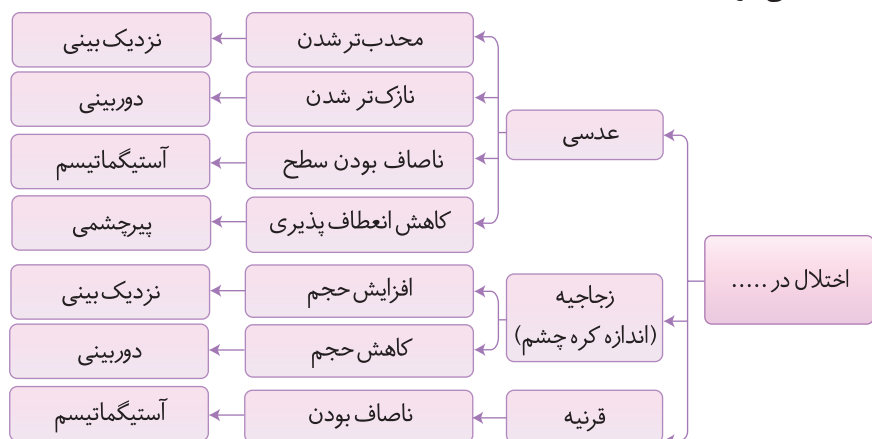 اختلال در .....
عدسی
محدب‌تر شدن
نزدیک‌بینی
نازک‌تر شدن
دوربینی
ناصاف بودن سطح
آستیگماتیسم
کاهش انعطاف پذیری
پیرچشمی
زجاجیه
(اندازه کره چشم)
افزایش حجم
نزدیک‌بینی
کاهش حجم
دوربینی
قرنیه
ناصاف بودن
آستیگماتیسم